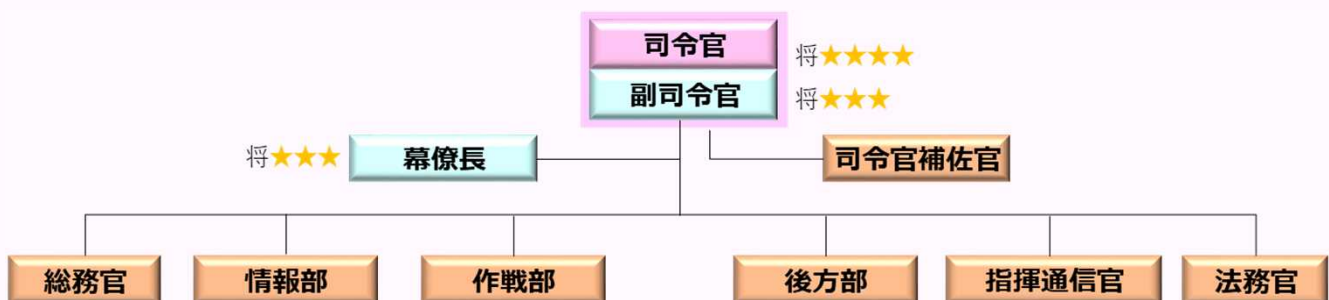 司令官
将★★★★
副司令官
将★★★
将★★★
幕僚長
司令官補佐官
総務官
情報部
作戦部
後方部
指揮通信官
法務官